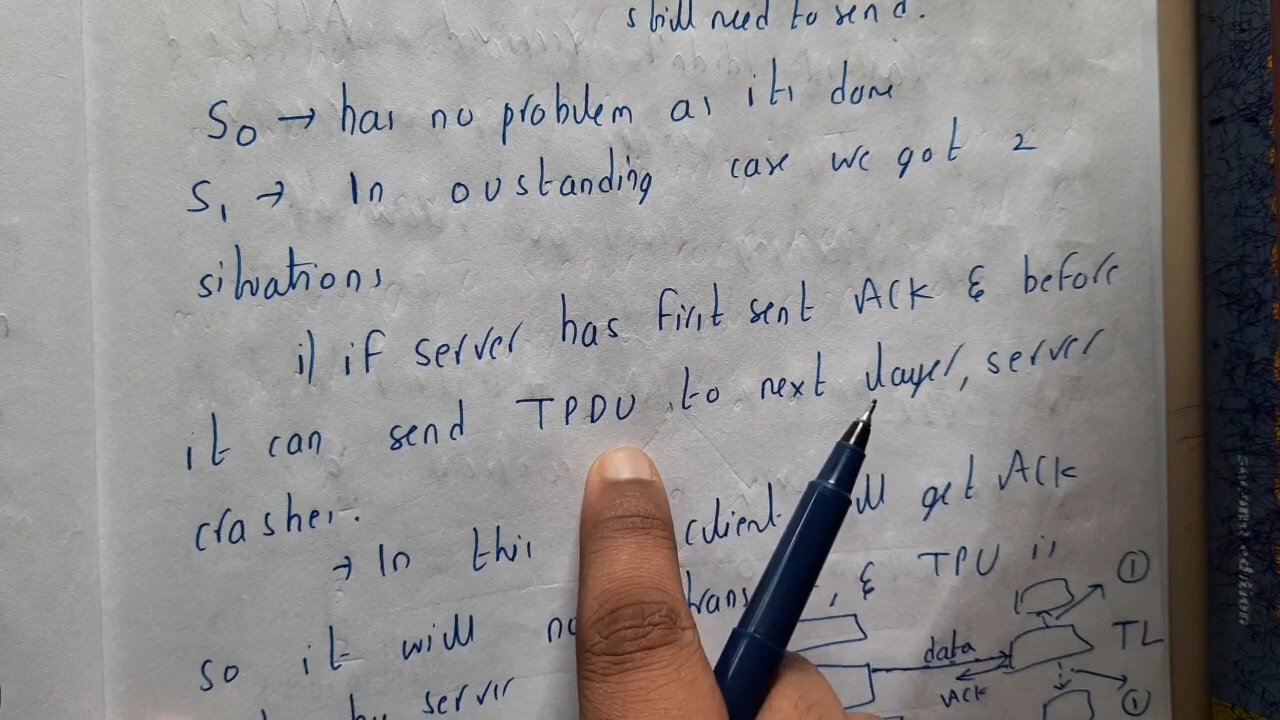 still need to send.
S0 → has no problem as its done
S1 → In oustanding case we got 2
situations
i) if server has first sent Ack & before
it can send TPDU to next layer, server
crashes.
→ In this client get Ack
so it will & TPU is
by server
data
Ack
TL
①
①